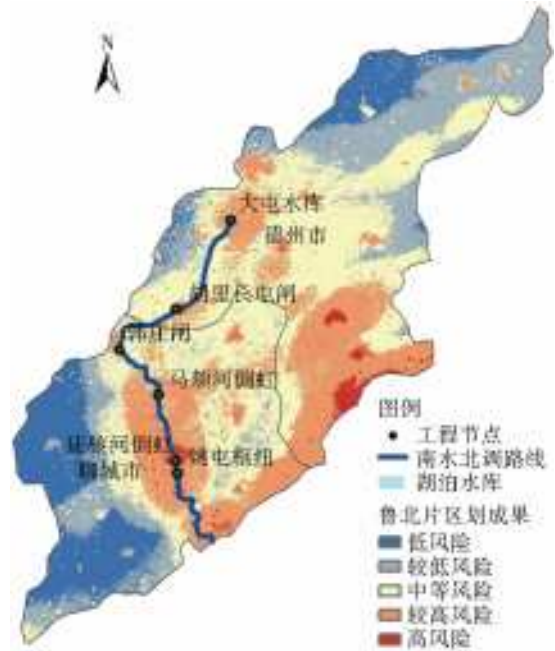 N
大屯水库
德州市
胡里长屯闸
邱屯闸
马颊河倒虹
徒骇河倒虹
聊城市
姚屯枢纽
图例
工程节点
南水北调路线
湖泊水库
鲁北片区划成果
低风险
较低风险
中等风险
较高风险
高风险